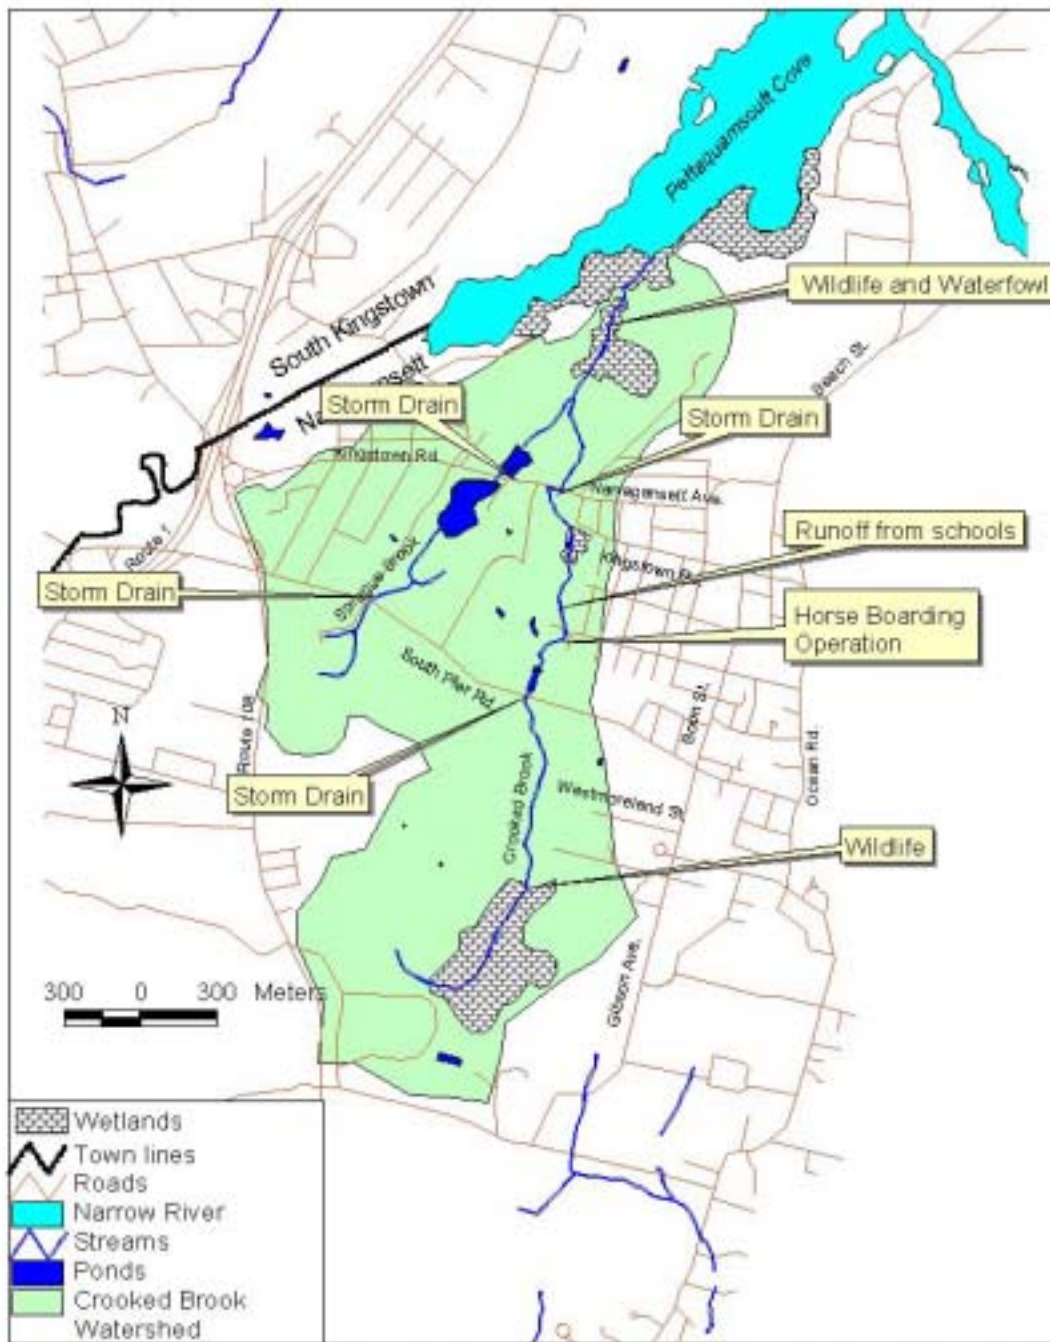 Pettaquamscutt Cove
Wildlife and Waterfowl
South Kingstown
Storm Drain
Beach St.
Storm Drain
Kingstown Rd.
Narragansett Ave.
Route 1
Runoff from schools
Sprague Brook
Kingstown Rd.
Storm Drain
Horse Boarding
Operation
South Pier Rd.
Boon St.
N
Route 108
Ocean Rd.
Storm Drain
Crooked Brook
Westmoreland St.
Wildlife
Gibson Ave.
300 0 300 Meters
Wetlands
Town lines
Roads
Narrow River
Streams
Ponds
Crooked Brook
Watershed